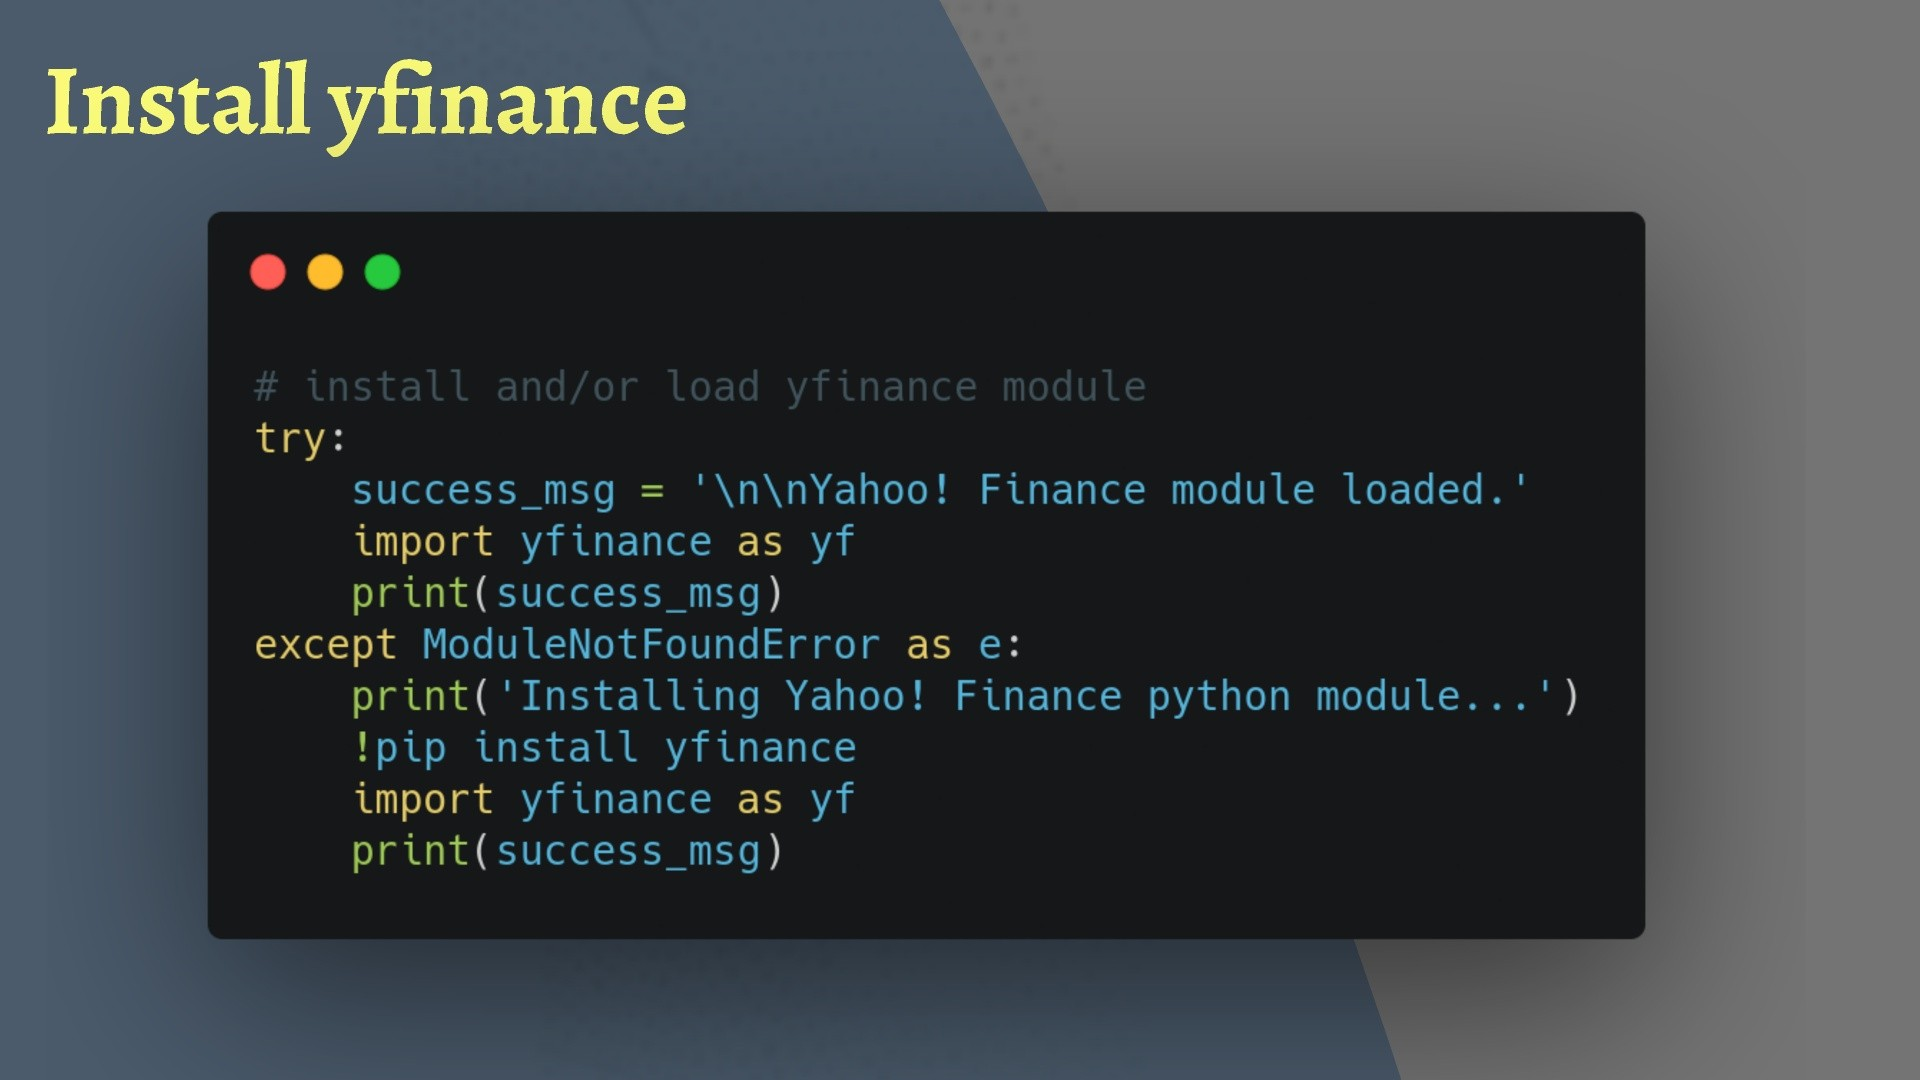 Install yfinance
# install and/or load yfinance module
try:
    success_msg = '\n\nYahoo! Finance module loaded.'
    import yfinance as yf
    print(success_msg)
except ModuleNotFoundError as e:
    print('Installing Yahoo! Finance python module...')
    !pip install yfinance
    import yfinance as yf
    print(success_msg)